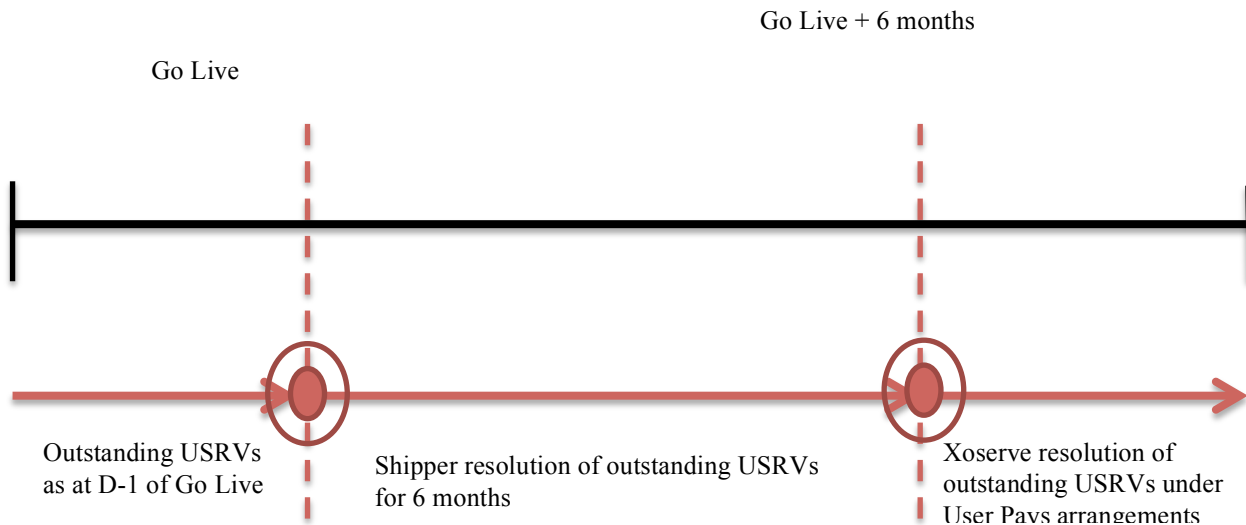 Go Live + 6 months
Go Live
Outstanding USRVs
as at D-1 of Go Live
Shipper resolution of outstanding USRVs
for 6 months
Xoserve resolution of
outstanding USRVs under
User Pays arrangements